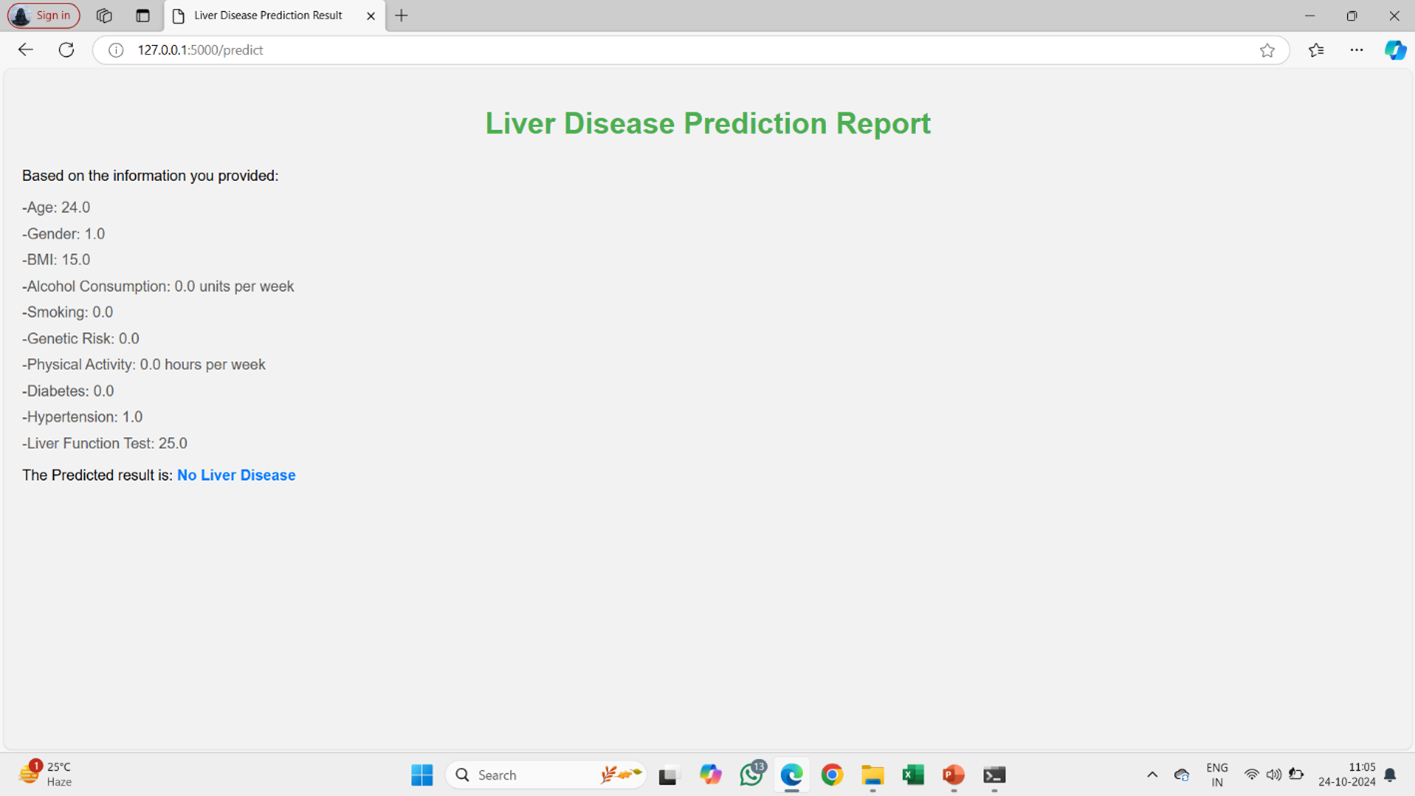 Sign in
Liver Disease Prediction Result
127.0.0.1:5000/predict
Liver Disease Prediction Report
Based on the information you provided:
-Age: 24.0
-Gender: 1.0
-BMI: 15.0
-Alcohol Consumption: 0.0 units per week
-Smoking: 0.0
-Genetic Risk: 0.0
-Physical Activity: 0.0 hours per week
-Diabetes: 0.0
-Hypertension: 1.0
-Liver Function Test: 25.0
The Predicted result is: No Liver Disease
1
25°C
Haze
Search
13
ENG
IN
11:05
24-10-2024